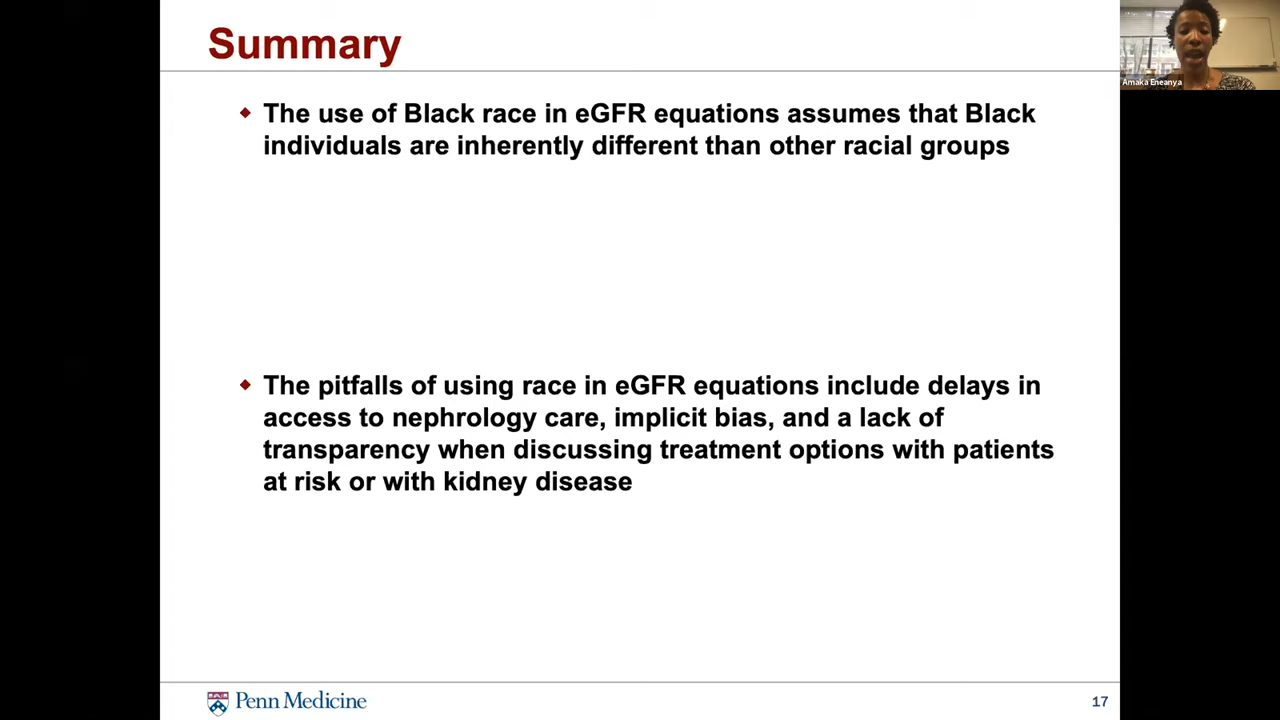 Summary
Amaka Eneanya
The use of Black race in eGFR equations assumes that Black
individuals are inherently different than other racial groups
The pitfalls of using race in eGFR equations include delays in
access to nephrology care, implicit bias, and a lack of
transparency when discussing treatment options with patients
at risk or with kidney disease
Penn Medicine
17